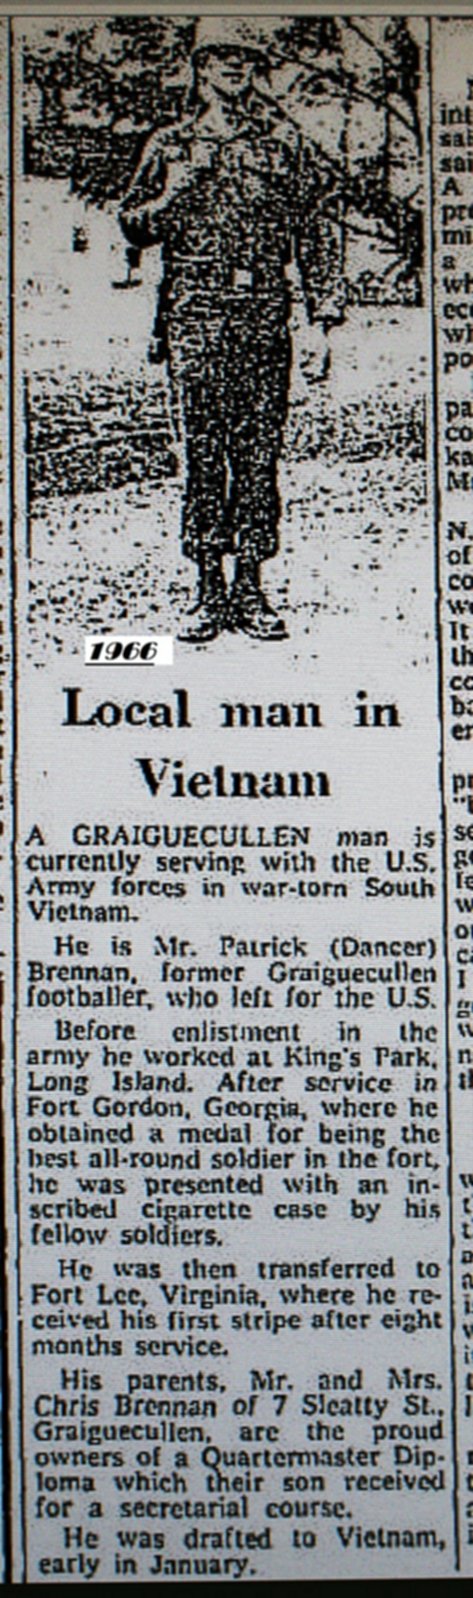 1966
Local man in
Vietnam
A GRAIGUECULLEN man is
currently serving with the U.S.
Army forces in war-torn South
Vietnam.
He is Mr. Patrick (Dancer)
Brennan, former Graiguecullen
footballer, who left for the U.S.
Before enlistment in the
army he worked at King's Park,
Long Island. After service in
Fort Gordon, Georgia, where he
obtained a medal for being the
best all-round soldier in the fort,
he was presented with an in-
scribed cigarette case by his
fellow soldiers.
He was then transferred to
Fort Lee, Virginia, where he re-
ceived his first stripe after eight
months service.
His parents, Mr. and Mrs.
Chris Brennan of 7 Sleatty St.,
Graiguecullen, are the proud
owners of a Quartermaster Dip-
loma which their son received
for a secretarial course.
He was drafted to Vietnam,
early in January.